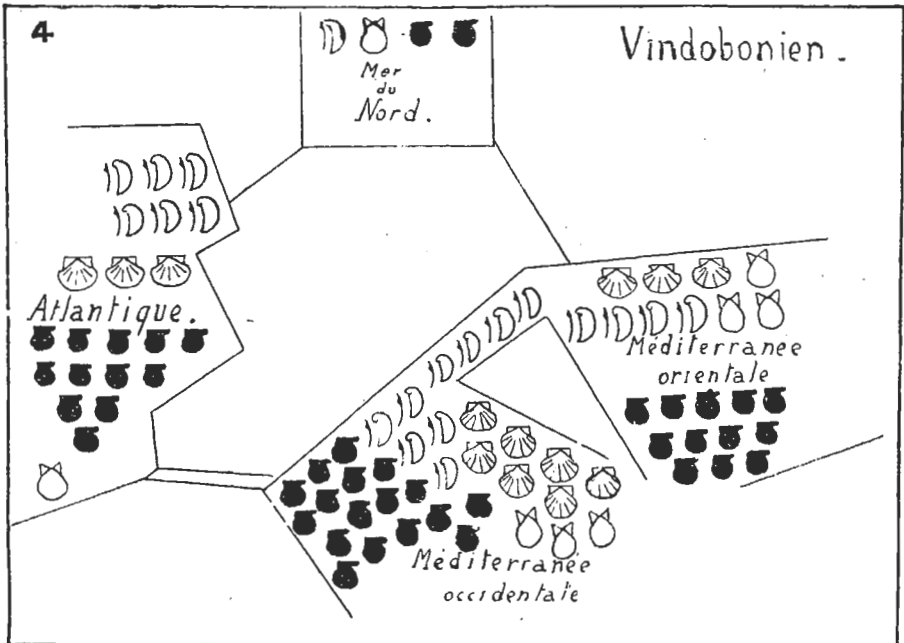 4
Vindobonien.
Mer
du
Nord.
Atlantique.
Méditerranée
orientale
Méditerranée
occidentale